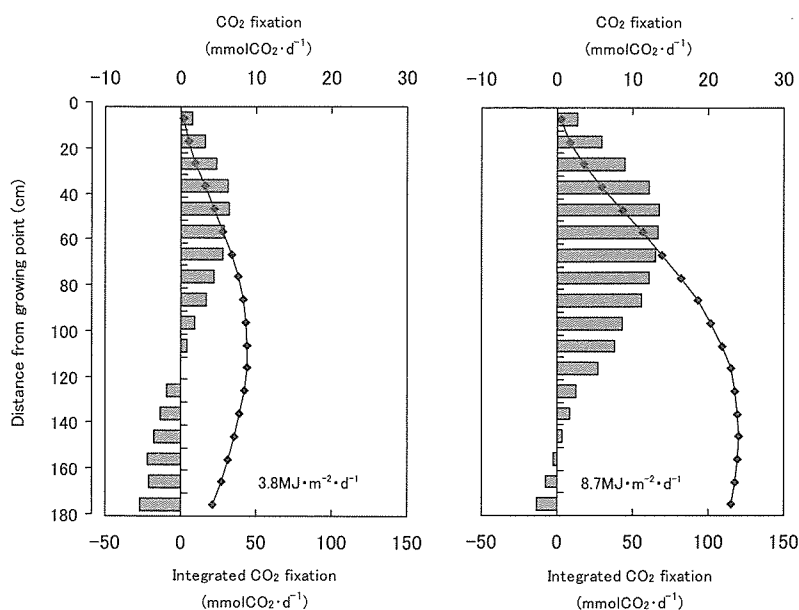 CO₂ fixation
(mmolCO₂・d⁻¹)
-10 0 10 20 30
CO₂ fixation
(mmolCO₂・d⁻¹)
-10 0 10 20 30
Distance from growing point (cm)
0
20
40
60
80
100
120
140
160
180
3.8MJ・m⁻²・d⁻¹
8.7MJ・m⁻²・d⁻¹
-50 0 50 100 150
Integrated CO₂ fixation
(mmolCO₂・d⁻¹)
-50 0 50 100 150
Integrated CO₂ fixation
(mmolCO₂・d⁻¹)